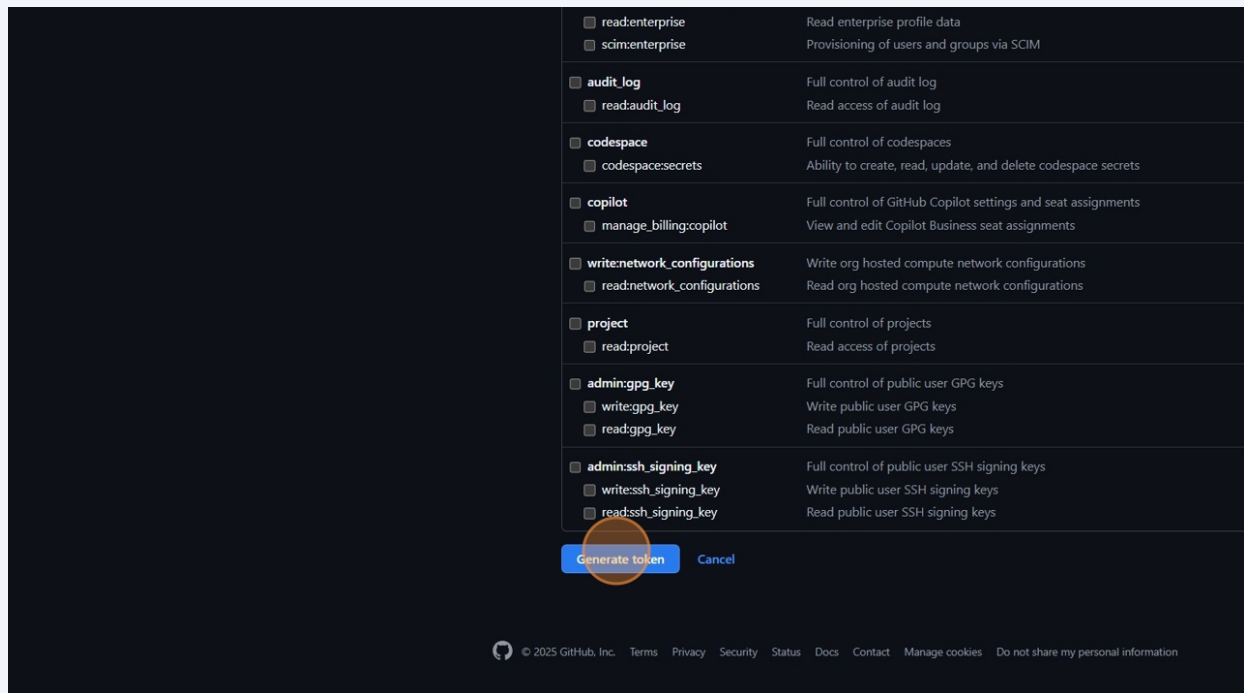 read:enterprise Read enterprise profile data
scim:enterprise Provisioning of users and groups via SCIM
audit_log Full control of audit log
read:audit_log Read access of audit log
codespace Full control of codespaces
codespace:secrets Ability to create, read, update, and delete codespace secrets
copilot Full control of GitHub Copilot settings and seat assignments
manage_billing:copilot View and edit Copilot Business seat assignments
write:network_configurations Write org hosted compute network configurations
read:network_configurations Read org hosted compute network configurations
project Full control of projects
read:project Read access of projects
admin:gpg_key Full control of public user GPG keys
write:gpg_key Write public user GPG keys
read:gpg_key Read public user GPG keys
admin:ssh_signing_key Full control of public user SSH signing keys
write:ssh_signing_key Write public user SSH signing keys
read:ssh_signing_key Read public user SSH signing keys
Generate token Cancel
© 2025 GitHub, Inc. Terms Privacy Security Status Docs Contact Manage cookies Do not share my personal information